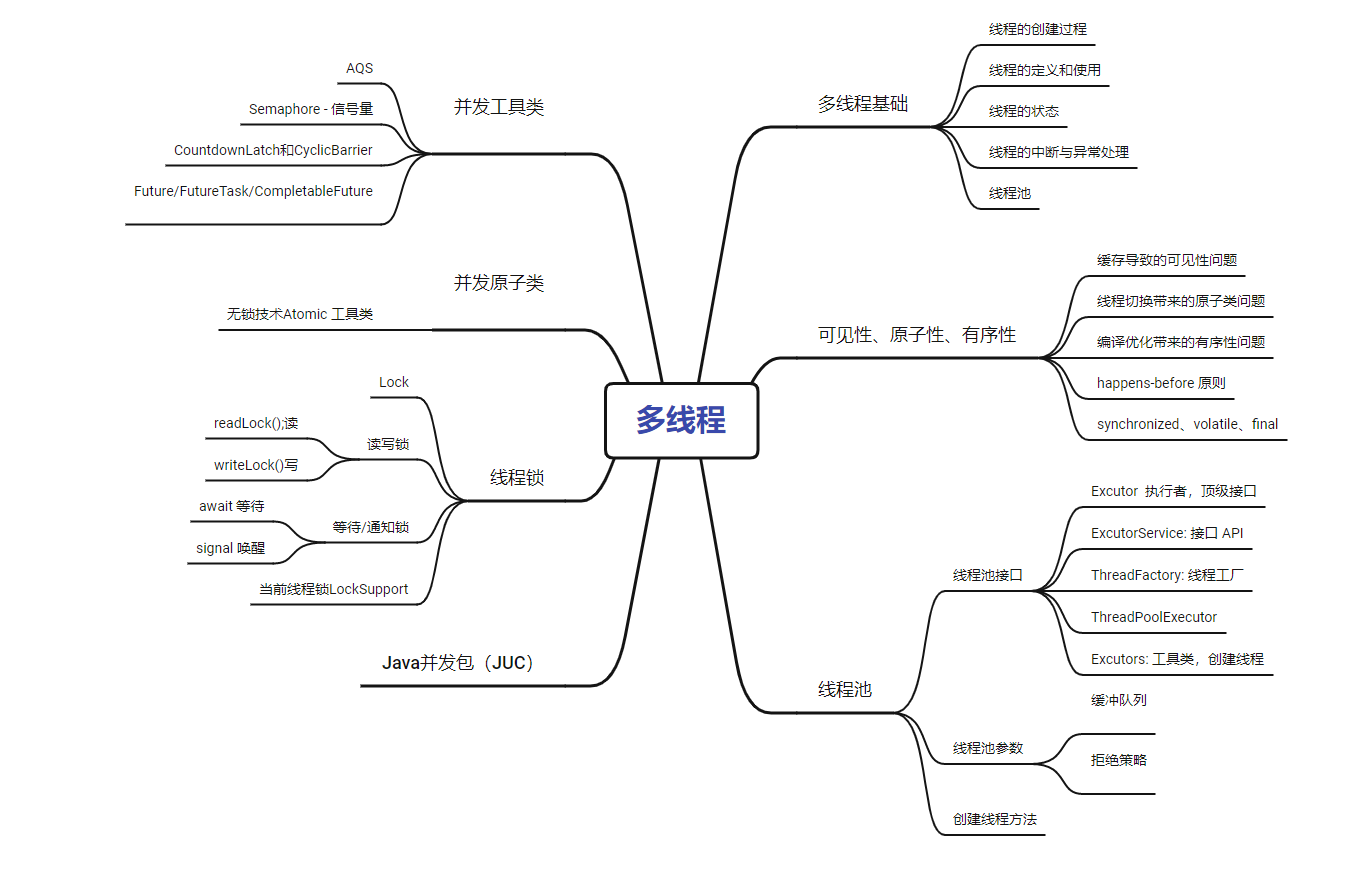 多线程
多线程基础
线程的创建过程
线程的定义和使用
线程的状态
线程的中断与异常处理
线程池
可见性、原子性、有序性
缓存导致的可见性问题
线程切换带来的原子类问题
编译优化带来的有序性问题
happens-before 原则
synchronized、volatile、final
线程池
线程池接口
Excutor 执行者，顶级接口
ExcutorService: 接口 API
ThreadFactory: 线程工厂
ThreadPoolExecutor
Excutors: 工具类，创建线程
线程池参数
缓冲队列
拒绝策略
创建线程方法
并发工具类
AQS
Semaphore - 信号量
CountdownLatch和CyclicBarrier
Future/FutureTask/CompletableFuture
并发原子类
无锁技术Atomic 工具类
线程锁
Lock
读写锁
readLock();读
writeLock()写
等待/通知锁
await 等待
signal 唤醒
当前线程锁LockSupport
Java并发包（JUC）